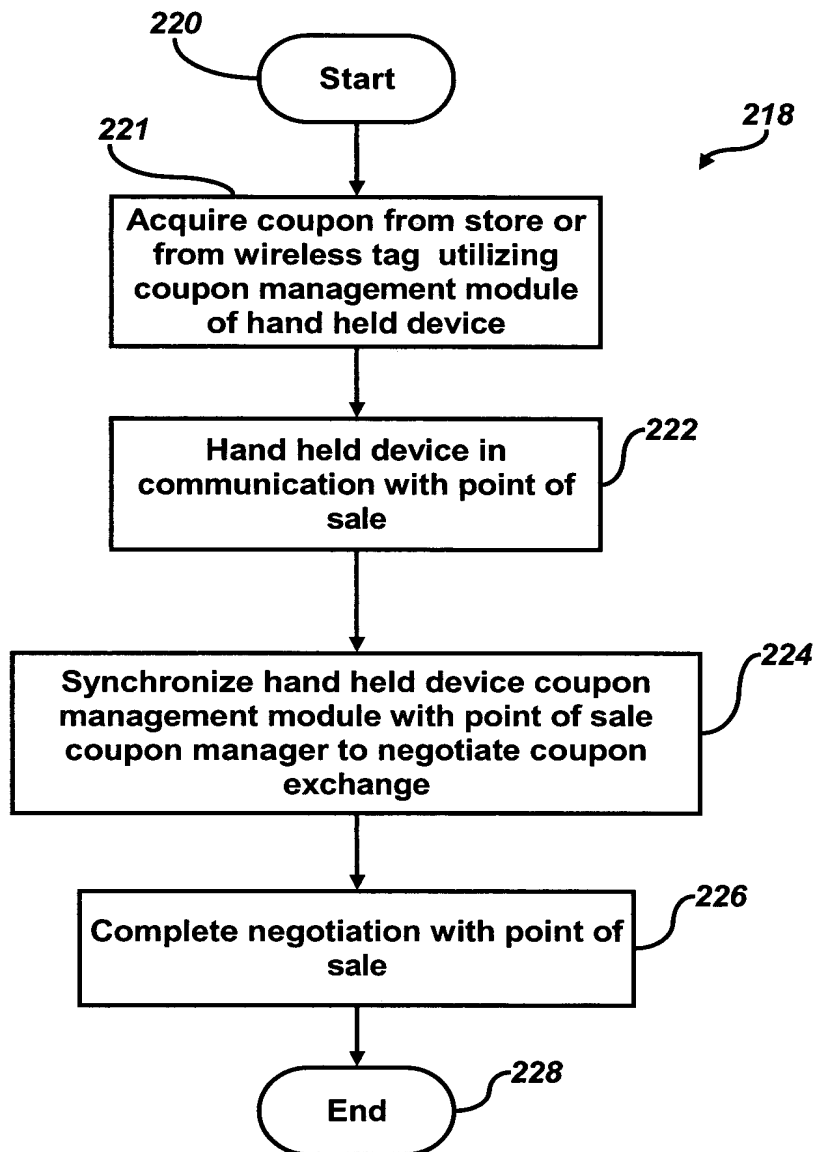 220
Start
218
221
Acquire coupon from store or
from wireless tag utilizing
coupon management module
of hand held device
222
Hand held device in
communication with point of
sale
224
Synchronize hand held device coupon
management module with point of sale
coupon manager to negotiate coupon
exchange
226
Complete negotiation with point of
sale
228
End